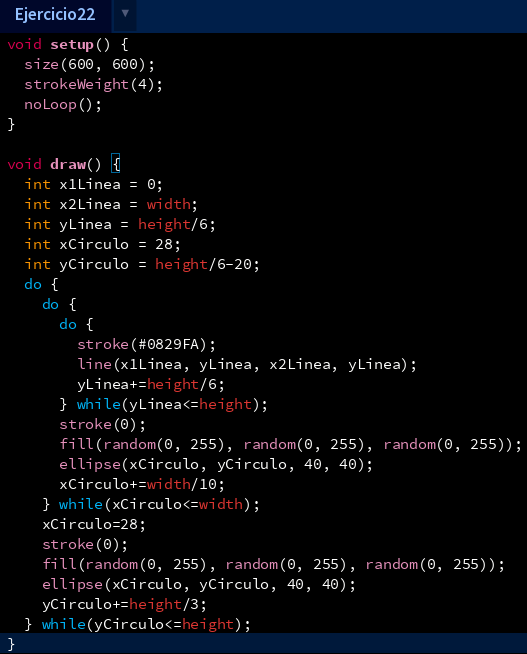 Ejercicio22
void setup() {
  size(600, 600);
  strokeWeight(4);
  noLoop();
}

void draw() {
  int x1Linea = 0;
  int x2Linea = width;
  int yLinea = height/6;
  int xCirculo = 28;
  int yCirculo = height/6-20;
  do {
    do {
      do {
        stroke(#0829FA);
        line(x1Linea, yLinea, x2Linea, yLinea);
        yLinea+=height/6;
      } while(yLinea<=height);
      stroke(0);
      fill(random(0, 255), random(0, 255), random(0, 255));
      ellipse(xCirculo, yCirculo, 40, 40);
      xCirculo+=width/10;
    } while(xCirculo<=width);
    xCirculo=28;
    stroke(0);
    fill(random(0, 255), random(0, 255), random(0, 255));
    ellipse(xCirculo, yCirculo, 40, 40);
    yCirculo+=height/3;
  } while(yCirculo<=height);
}